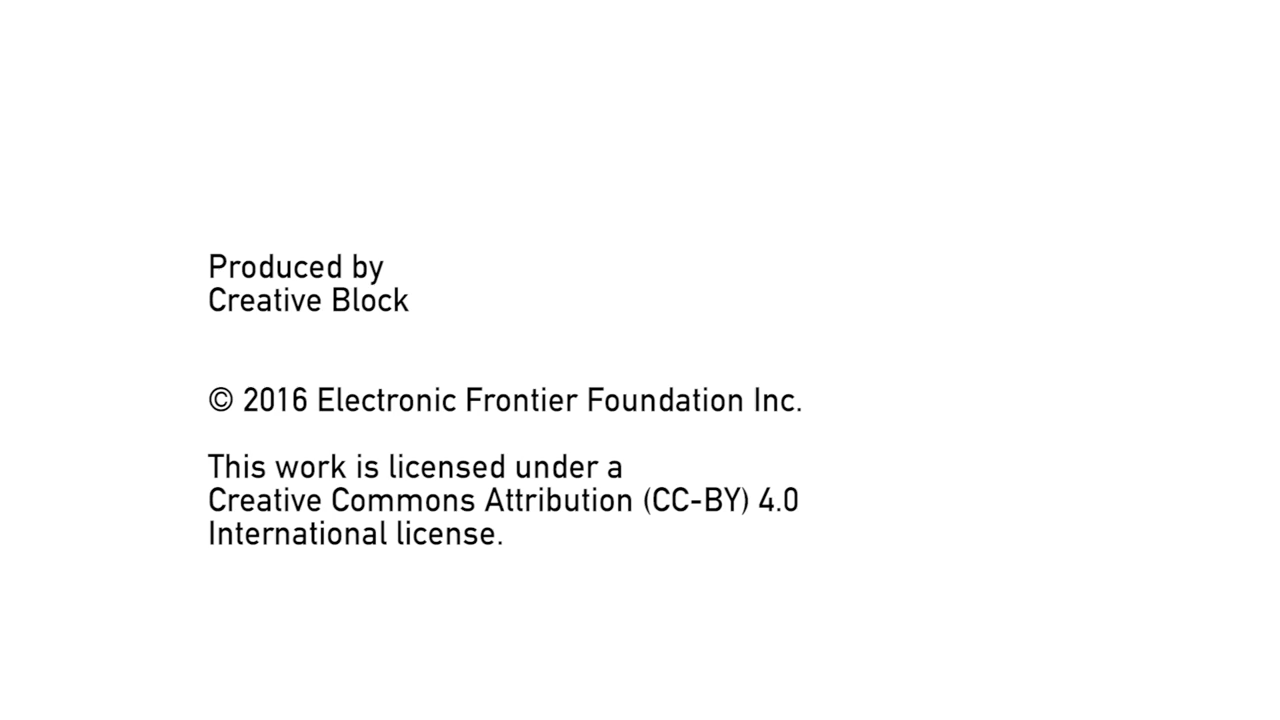 Produced by
Creative Block
© 2016 Electronic Frontier Foundation Inc.
This work is licensed under a
Creative Commons Attribution (CC-BY) 4.0
International license.